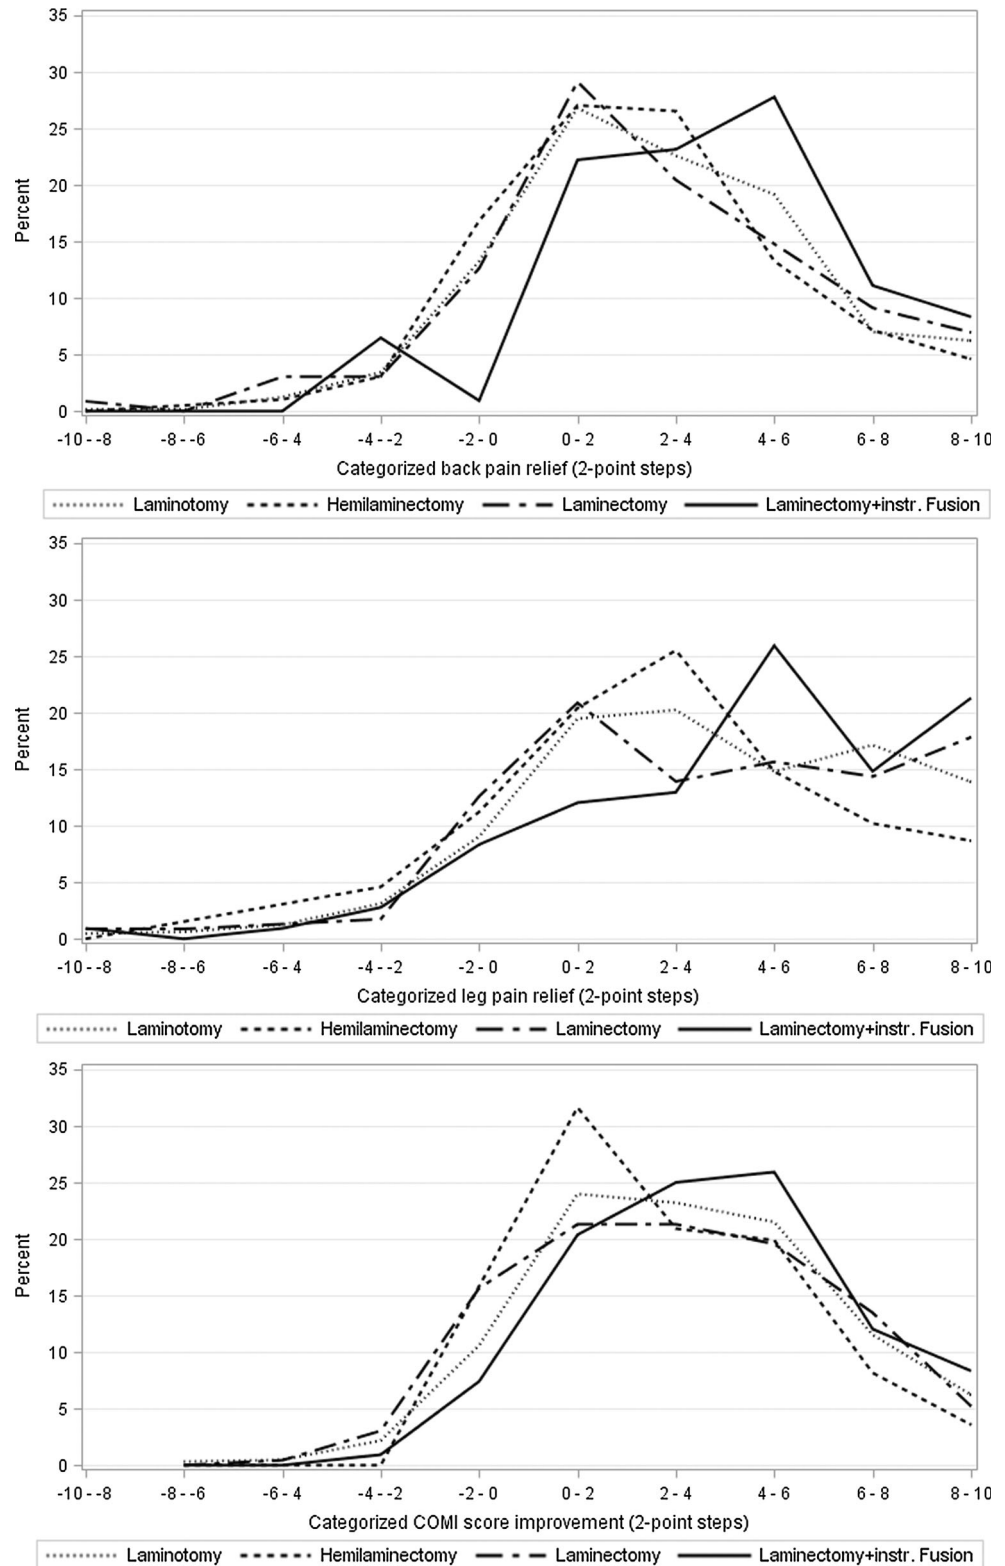 35
30
25
20
15
10
5
0
Percent
-10 - -8 -8 - -6 -6 - 4 -4 - -2 -2 - 0 0 - 2 2 - 4 4 - 6 6 - 8 8 - 10
Categorized back pain relief (2-point steps)
Laminotomy Hemilaminectomy Laminectomy Laminectomy+instr. Fusion
35
30
25
20
15
10
5
0
Percent
-10 - -8 -8 - -6 -6 - 4 -4 - -2 -2 - 0 0 - 2 2 - 4 4 - 6 6 - 8 8 - 10
Categorized leg pain relief (2-point steps)
Laminotomy Hemilaminectomy Laminectomy Laminectomy+instr. Fusion
35
30
25
20
15
10
5
0
Percent
-10 - -8 -8 - -6 -6 - 4 -4 - -2 -2 - 0 0 - 2 2 - 4 4 - 6 6 - 8 8 - 10
Categorized COMI score improvement (2-point steps)
Laminotomy Hemilaminectomy Laminectomy Laminectomy+instr. Fusion